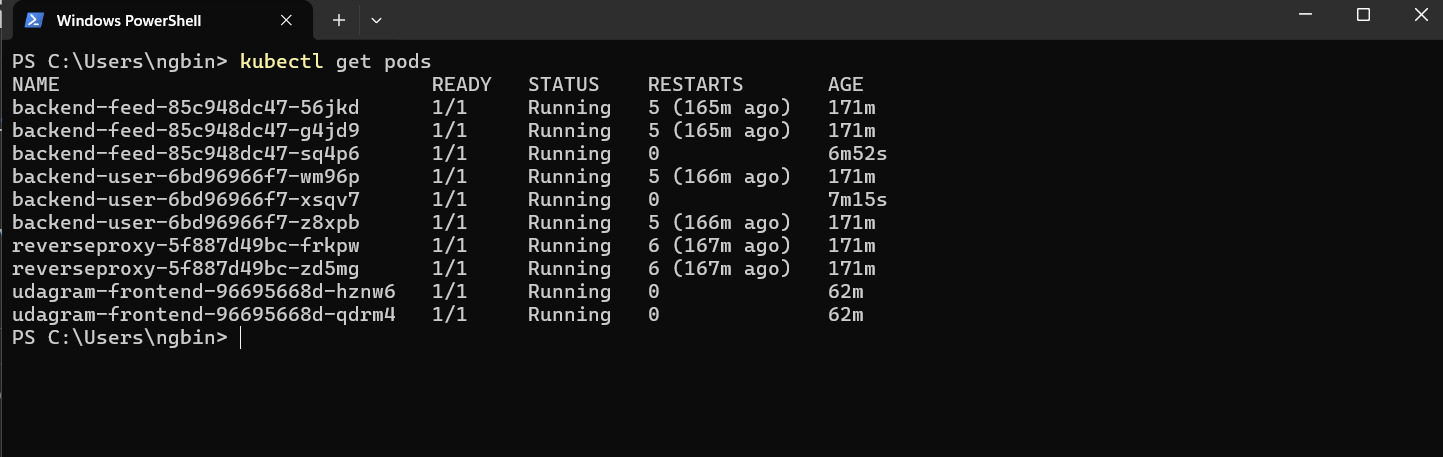 Windows PowerShell
PS C:\Users\ngbin> kubectl get pods
NAME READY STATUS RESTARTS AGE
backend-feed-85c948dc47-56jkd 1/1 Running 5 (165m ago) 171m
backend-feed-85c948dc47-g4jd9 1/1 Running 5 (165m ago) 171m
backend-feed-85c948dc47-sq4p6 1/1 Running 0 6m52s
backend-user-6bd96966f7-wm96p 1/1 Running 5 (166m ago) 171m
backend-user-6bd96966f7-xsqv7 1/1 Running 0 7m15s
backend-user-6bd96966f7-z8xpb 1/1 Running 5 (166m ago) 171m
reverseproxy-5f887d49bc-frkpw 1/1 Running 6 (167m ago) 171m
reverseproxy-5f887d49bc-zd5mg 1/1 Running 6 (167m ago) 171m
udagram-frontend-96695668d-hznw6 1/1 Running 0 62m
udagram-frontend-96695668d-qdrm4 1/1 Running 0 62m
PS C:\Users\ngbin>